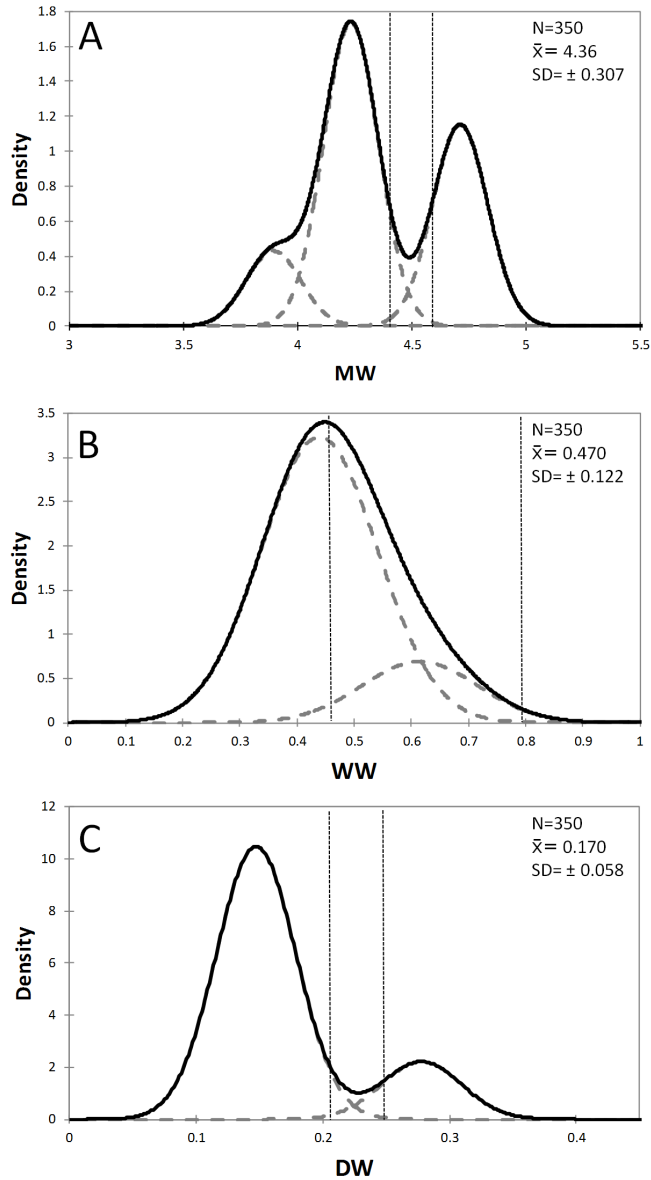 A
N=350
x̄ = 4.36
SD= ± 0.307
1.8
1.6
1.4
1.2
1
0.8
0.6
0.4
0.2
0
Density
3 3.5 4 4.5 5 5.5
MW
B
N=350
x̄ = 0.470
SD= ± 0.122
3.5
3
2.5
2
1.5
1
0.5
0
Density
0 0.1 0.2 0.3 0.4 0.5 0.6 0.7 0.8 0.9 1
WW
C
N=350
x̄ = 0.170
SD= ± 0.058
12
10
8
6
4
2
0
Density
0 0.1 0.2 0.3 0.4
DW